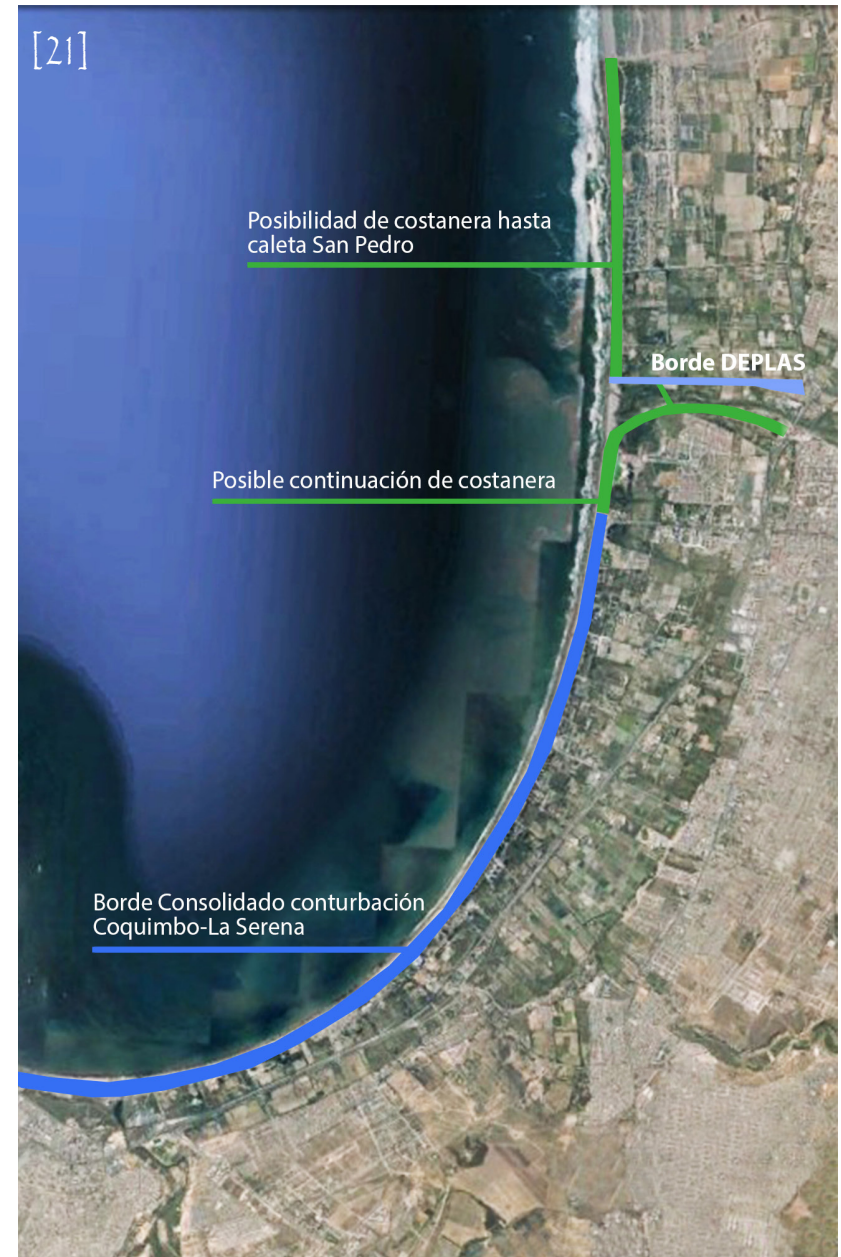 [21]
Posibilidad de costanera hasta
caleta San Pedro
Borde DEPLAS
Posible continuación de costanera
Borde Consolidado conturbación
Coquimbo-La Serena